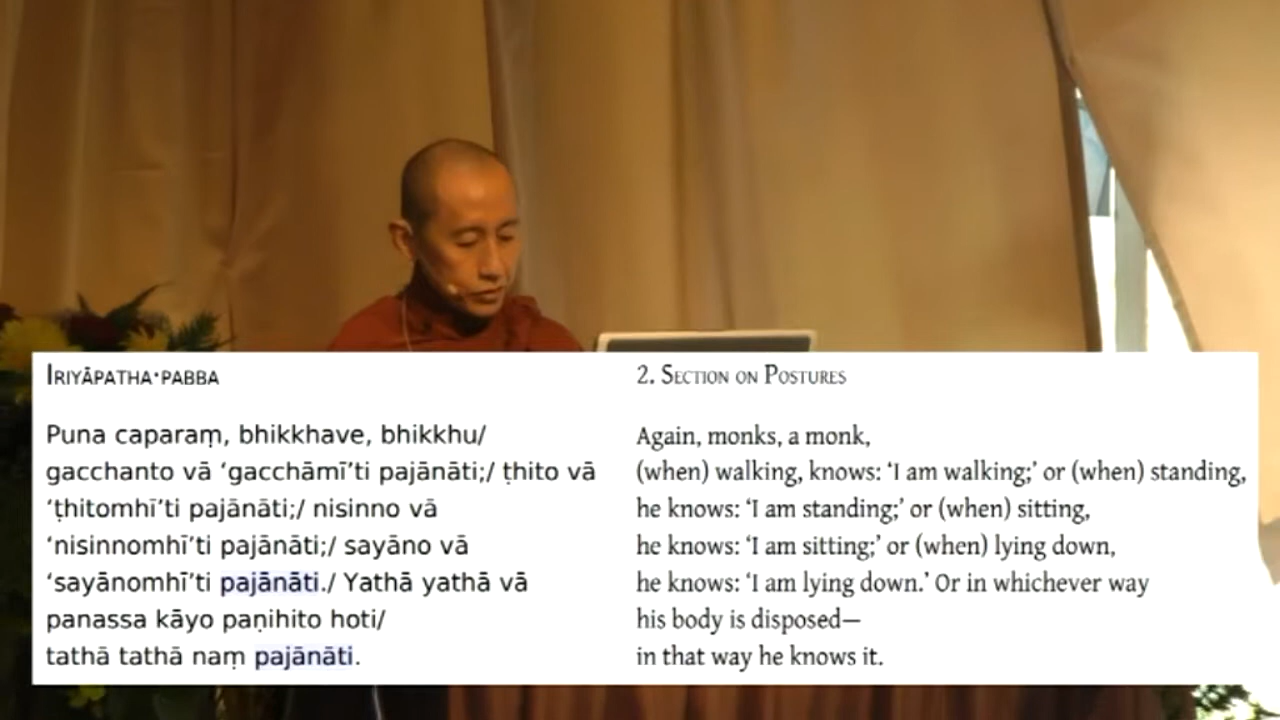 Iriyāpatha·pabba
Puna caparaṃ, bhikkhave, bhikkhu/
gacchanto vā ‘gacchāmī’ti pajānāti;/ ṭhito vā
‘ṭhitomhī’ti pajānāti;/ nisinno vā
‘nisinnomhī’ti pajānāti;/ sayāno vā
‘sayānomhī’ti pajānāti./ Yathā yathā vā
panassa kāyo paṇihito hoti/
tathā tathā naṃ pajānāti.
2. Section on Postures
Again, monks, a monk,
(when) walking, knows: ‘I am walking;’ or (when) standing,
he knows: ‘I am standing;’ or (when) sitting,
he knows: ‘I am sitting;’ or (when) lying down,
he knows: ‘I am lying down.’ Or in whichever way
his body is disposed—
in that way he knows it.